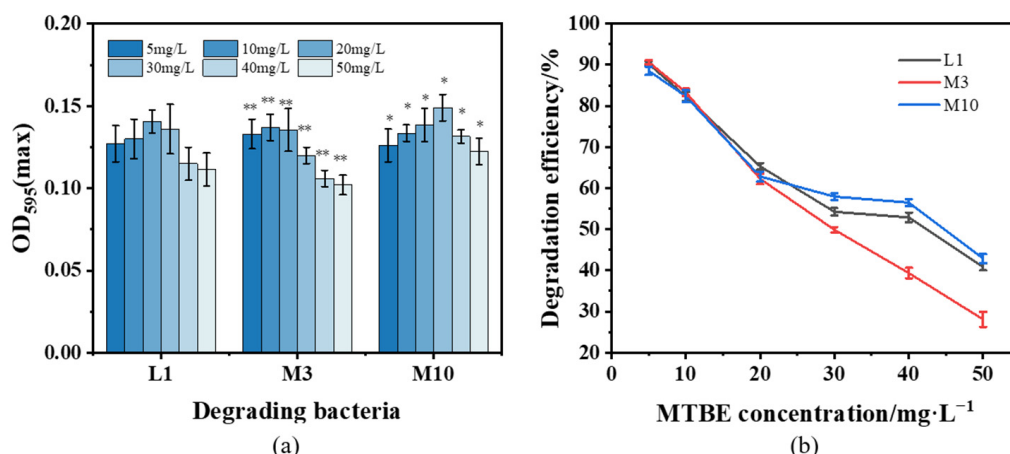 0.20
0.15
0.10
0.05
0.00
OD595(max)
5mg/L 10mg/L 20mg/L
30mg/L 40mg/L 50mg/L
** ** ** ** ** **
* * * * * *
L1 M3 M10
Degrading bacteria
(a)
100
90
80
70
60
50
40
30
20
Degradation efficiency/%
L1
M3
M10
0 10 20 30 40 50
MTBE concentration/mg·L⁻¹
(b)